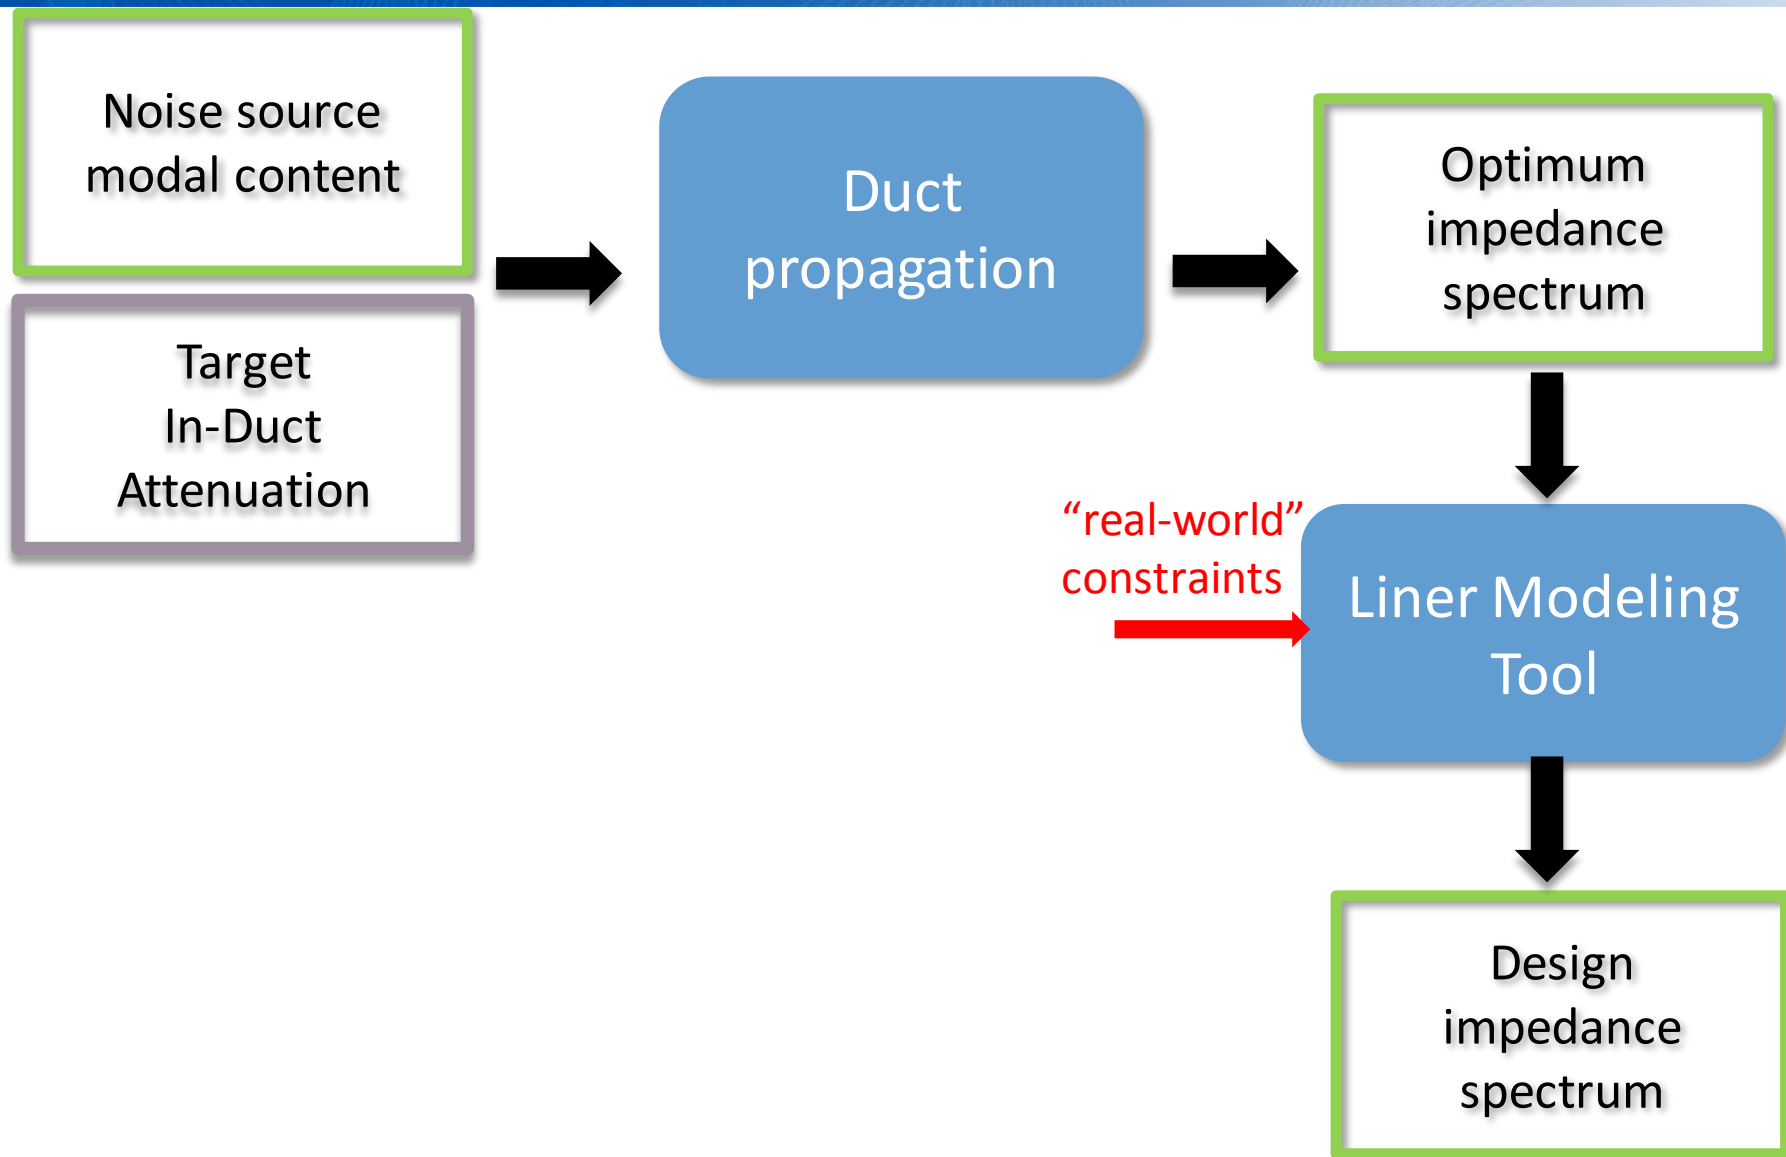 Noise source
modal content
Target
In-Duct
Attenuation
Duct
propagation
Optimum
impedance
spectrum
“real-world”
constraints
Liner Modeling
Tool
Design
impedance
spectrum